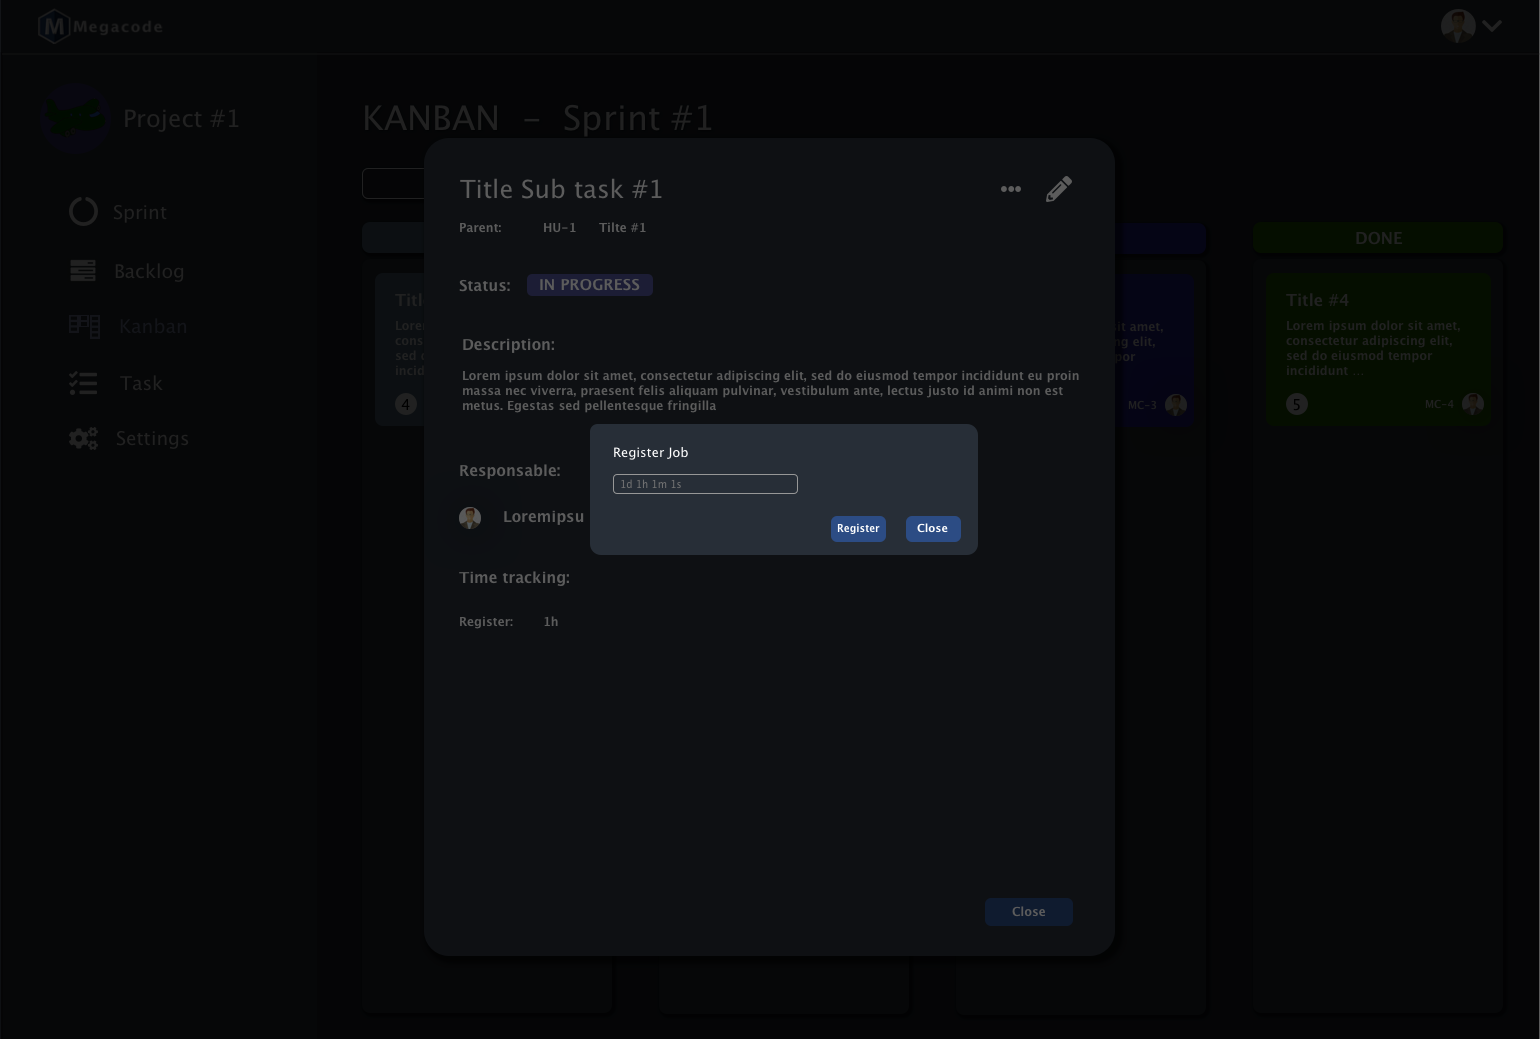 Megacode
Project #1
Sprint
Backlog
Kanban
Task
Settings
KANBAN – Sprint #1
Title Sub task #1
Parent: HU-1 Tilte #1
Status: IN PROGRESS
Description:
Lorem ipsum dolor sit amet, consectetur adipiscing elit, sed do eiusmod tempor incididunt eu proin
massa nec viverra, praesent felis aliquam pulvinar, vestibulum ante, lectus justo id animi non est
metus. Egestas sed pellentesque fringilla
Responsable:
Loremipsu
Time tracking:
Register: 1h
Close
Register Job
1d 1h 1m 1s
Register Close
Titl
Lore
cons
sed e
incid
4
it amet,
ng elit,
por
MC-3
DONE
Title #4
Lorem ipsum dolor sit amet,
consectetur adipiscing elit,
sed do eiusmod tempor
incididunt ...
5 MC-4